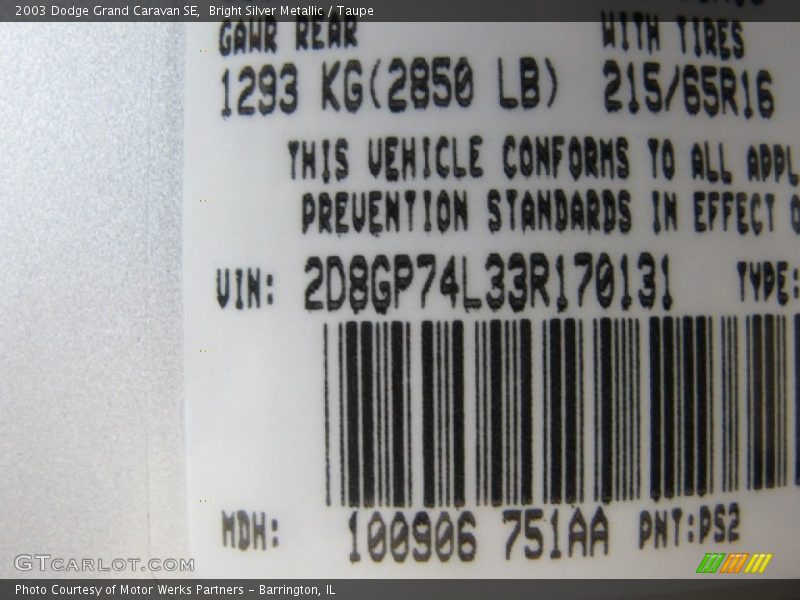 2003 Dodge Grand Caravan SE, Bright Silver Metallic / Taupe
GAWR REAR WITH TIRES
1293 KG(2850 LB) 215/65R16
THIS VEHICLE CONFORMS TO ALL APPL
PREVENTION STANDARDS IN EFFECT O
VIN: 2D8GP74L33R170131 TYPE:
MDH: 100906 751AA PNT:PS2
GTCARLOT.COM
Photo Courtesy of Motor Werks Partners - Barrington, IL